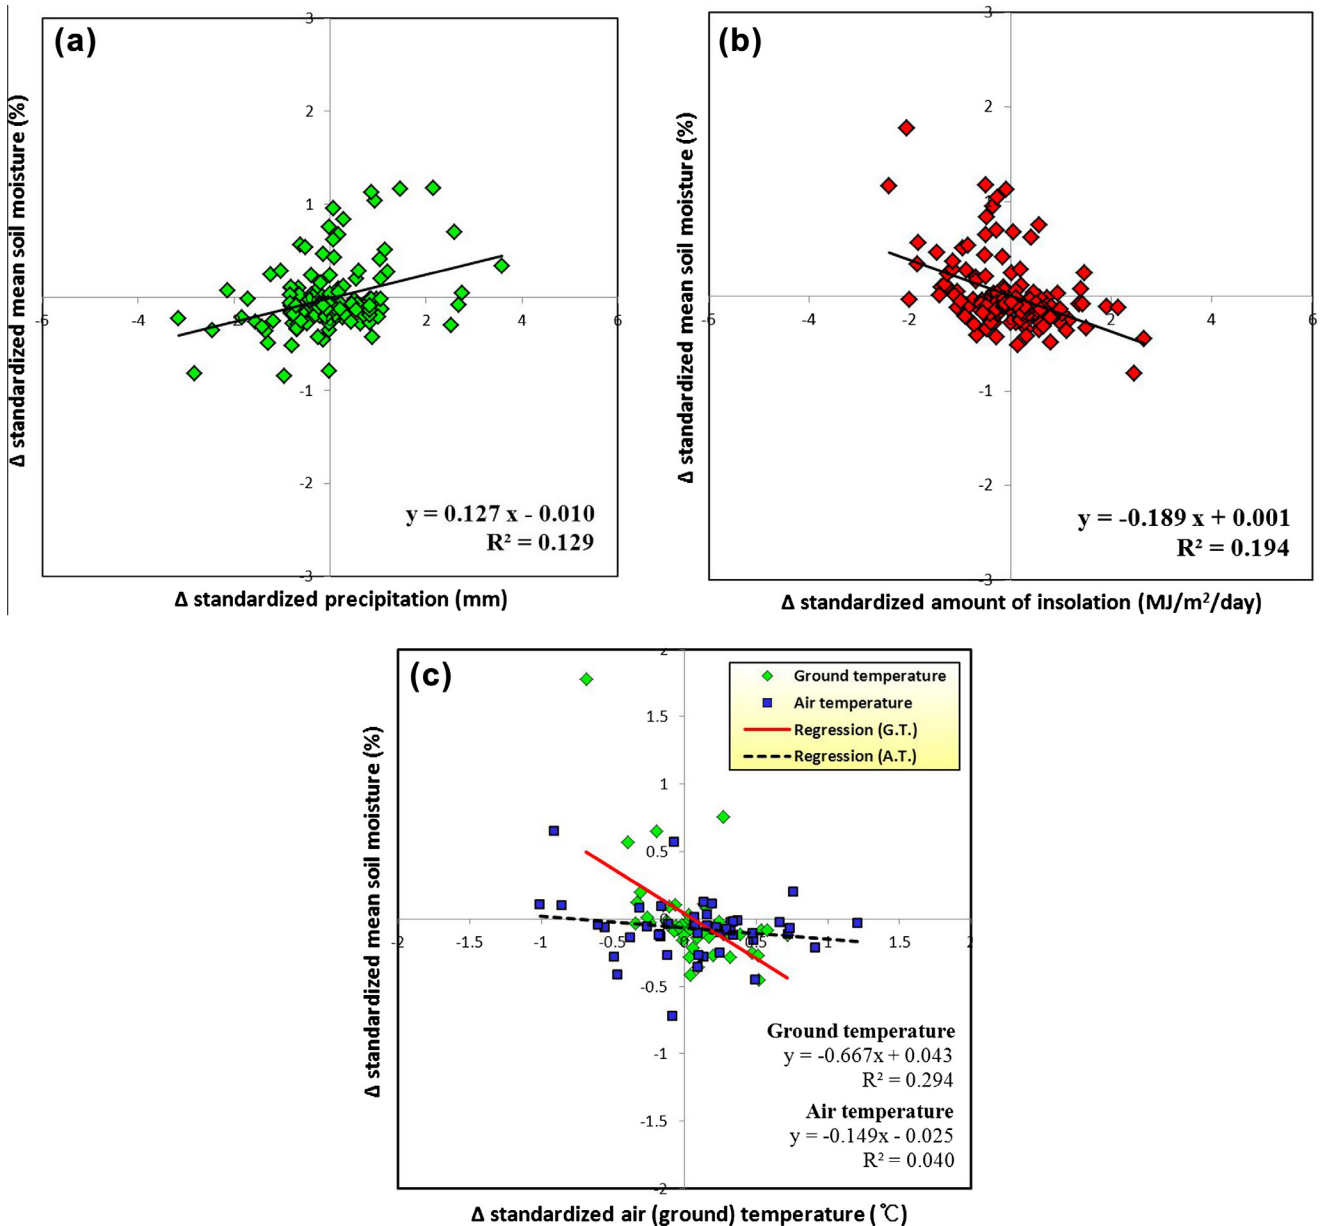 (a)
3
2
1
-6
-4
-2
0
2
4
6
-1
-2
-3
y = 0.127 x - 0.010
R² = 0.129
Δ standardized mean soil moisture (%)
Δ standardized precipitation (mm)
(b)
3
2
1
-6
-4
-2
2
4
6
-1
-2
-3
y = -0.189 x + 0.001
R² = 0.194
Δ standardized mean soil moisture (%)
Δ standardized amount of insolation (MJ/m²/day)
(c)
2
1.5
1
0.5
0
-2
-1.5
-1
-0.5
0
0.5
1
1.5
2
-0.5
-1
-1.5
-2
Ground temperature
Air temperature
Regression (G.T.)
Regression (A.T.)
Ground temperature
y = -0.667x + 0.043
R² = 0.294
Air temperature
y = -0.149x - 0.025
R² = 0.040
Δ standardized mean soil moisture (%)
Δ standardized air (ground) temperature (℃)